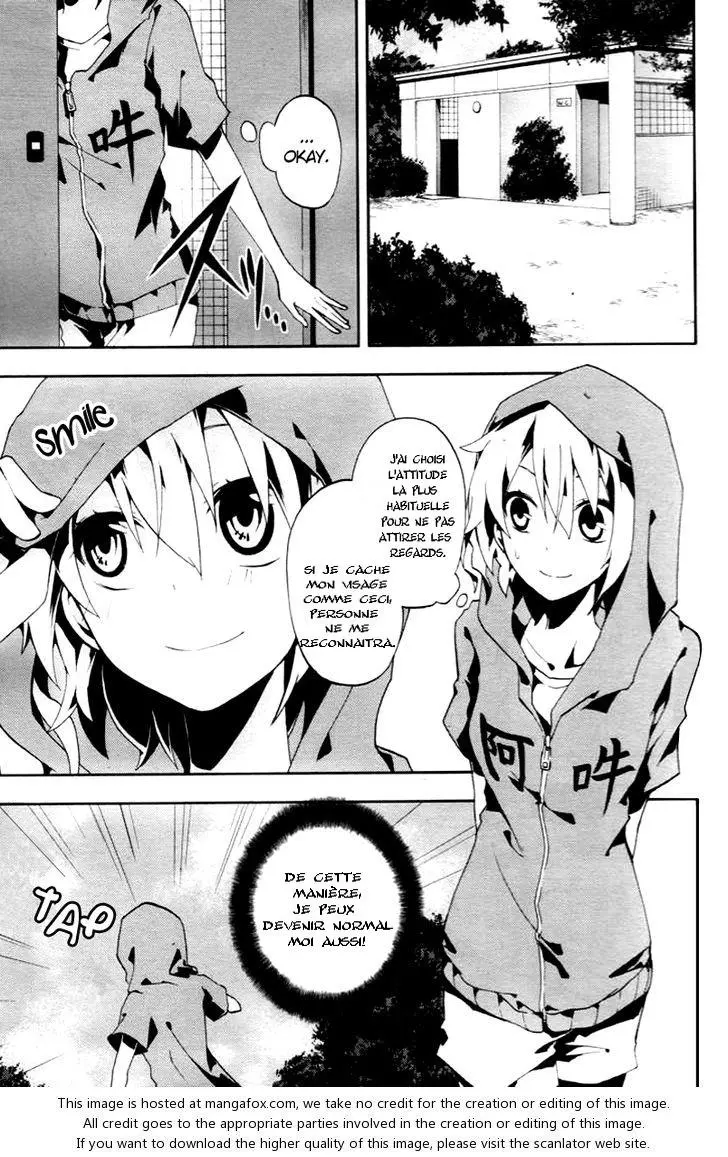 W.C
...
OKAY.
吽
ズッ
J'AI CHOISI
L'ATTITUDE
LA PLUS
HABITUELLE
POUR NE PAS
ATTIRER LES
REGARDS.
SI JE CACHE
MON VISAGE
COMME CECI,
PERSONNE
NE ME
RECONNAITRA.
smile
阿 吽
DE CETTE
MANIÈRE,
JE PEUX
DEVENIR NORMAL
MOI AUSSI!
TAP
This image is hosted at mangafox.com, we take no credit for the creation or editing of this image.
All credit goes to the appropriate parties involved in the creation or editing of this image.
If you want to download the higher quality of this image, please visit the scanlator web site.